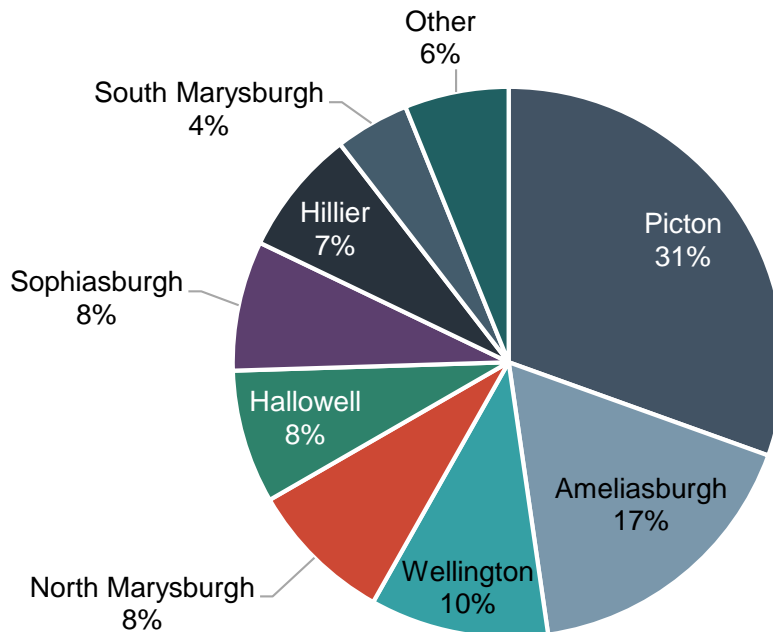 Other
6%
South Marysburgh
4%
Hillier
7%
Picton
31%
Sophiasburgh
8%
Hallowell
8%
Ameliasburgh
17%
North Marysburgh
8%
Wellington
10%